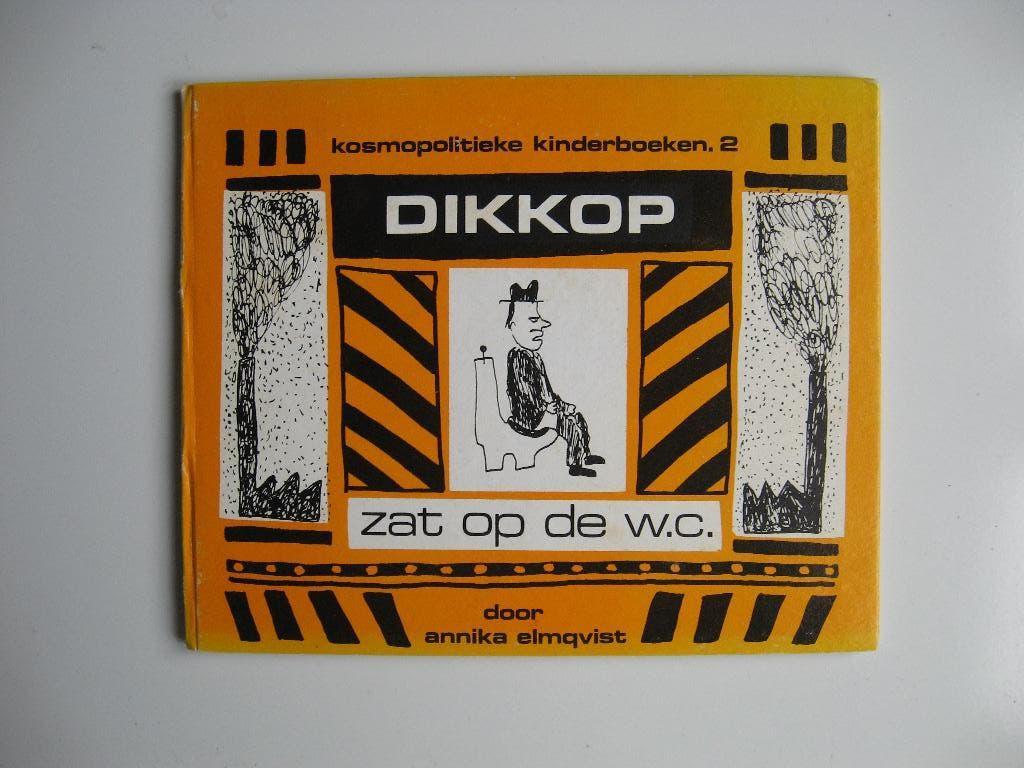 kosmopolitieke kinderboeken. 2
DIKKOP
zat op de w.c.
door
annika elmqvist